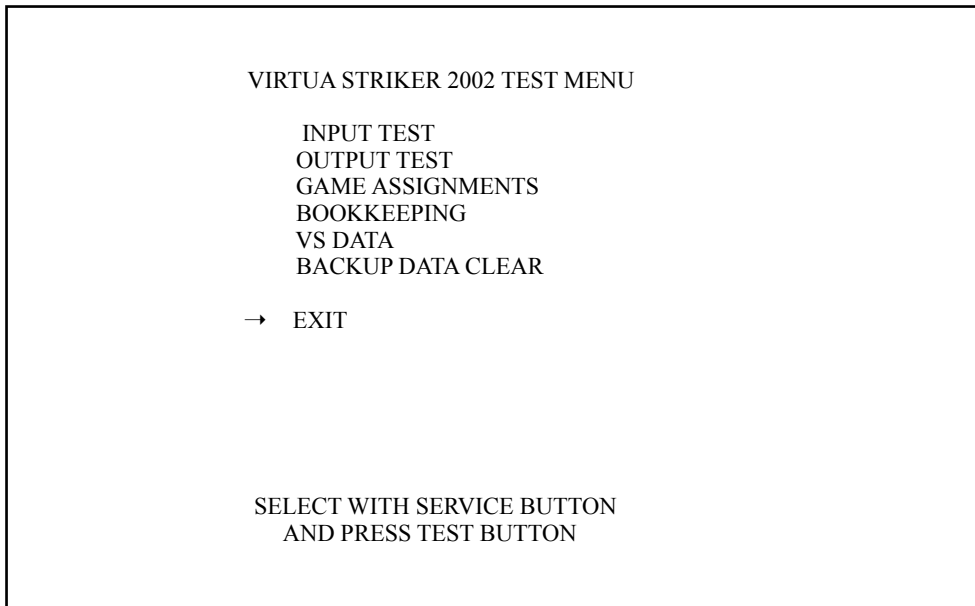 VIRTUA STRIKER 2002 TEST MENU
INPUT TEST
OUTPUT TEST
GAME ASSIGNMENTS
BOOKKEEPING
VS DATA
BACKUP DATA CLEAR
→ EXIT
SELECT WITH SERVICE BUTTON
AND PRESS TEST BUTTON